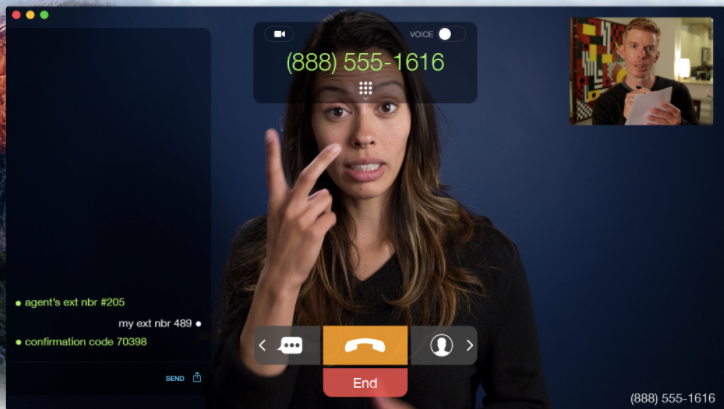 VOICE
(888) 555-1616
agent's ext nbr #205
my ext nbr 489
confirmation code 70398
SEND
End
(888) 555-1616